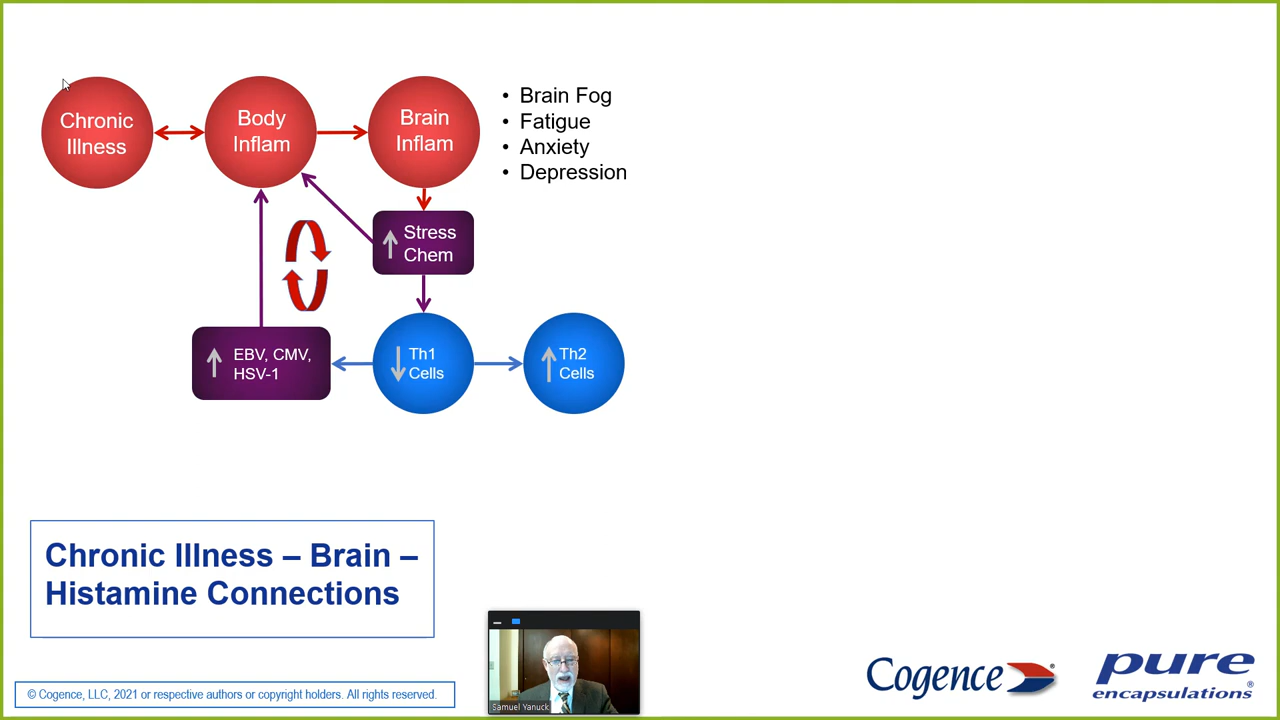 Chronic
Illness
Body
Inflam
Brain
Inflam
• Brain Fog
• Fatigue
• Anxiety
• Depression
Stress
Chem
EBV, CMV,
HSV-1
Th1
Cells
Th2
Cells
Chronic Illness – Brain –
Histamine Connections
© Cogence, LLC, 2021 or respective authors or copyright holders. All rights reserved.
Samuel Yanuck
Cogence®
pure
encapsulations®